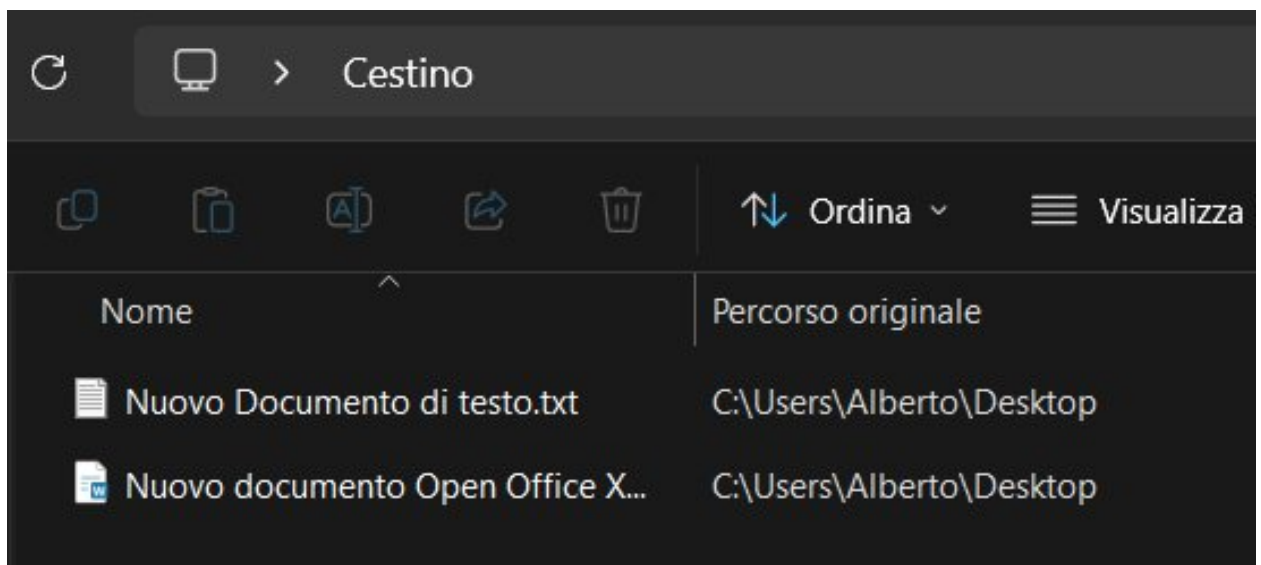 Cestino
Ordina Visualizza
Nome Percorso originale
Nuovo Documento di testo.txt C:\Users\Alberto\Desktop
Nuovo documento Open Office X... C:\Users\Alberto\Desktop